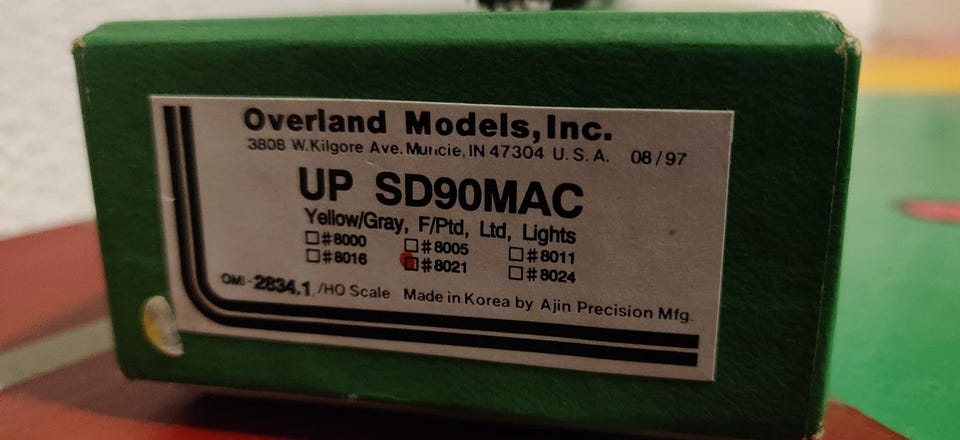 Overland Models, Inc.
3808 W. Kilgore Ave. Muncie, IN 47304 U. S. A. 08/97
UP SD90MAC
Yellow/Gray, F/Ptd, Ltd, Lights
☐#8000 ☐#8005 ☐#8011
☐#8016 ☐#8021 ☐#8024
OMI-2834.1, /HO Scale Made in Korea by Ajin Precision Mfg.